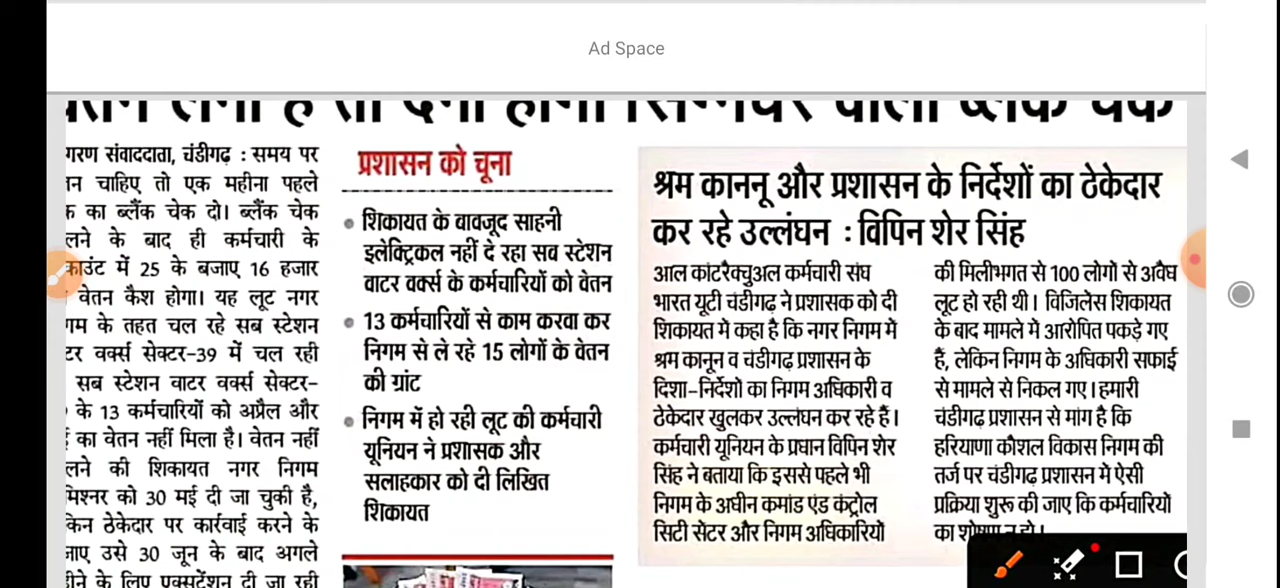 Ad Space
लेना है तो देना होगा सिग्नेचर वाला ब्लैंक चेक
गरण संवाददाता, चंडीगढ़ : समय पर
न चाहिए तो एक महीना पहले
क का ब्लैंक चेक दो। ब्लैंक चेक
लने के बाद ही कर्मचारी के
काउंट में 25 के बजाए 16 हजार
वेतन कैश होगा। यह लूट नगर
गम के तहत चल रहे सब स्टेशन
टर वर्क्स सेक्टर-39 में चल रही
सब स्टेशन वाटर वर्क्स सेक्टर-
के 13 कर्मचारियों को अप्रैल और
का वेतन नहीं मिला है। वेतन नहीं
लने की शिकायत नगर निगम
मिश्नर को 30 मई दी जा चुकी है,
किन ठेकेदार पर कार्रवाई करने के
जाए उसे 30 जून के बाद अगले
हीने के लिए एक्सटेंशन दी जा रही
प्रशासन को चूना
• शिकायत के वावजूद साहनी
इलेक्ट्रिकल नहीं दे रहा सव स्टेशन
वाटर वर्क्स के कर्मचारियों को वेतन
• 13 कर्मचारियों से काम करवा कर
निगम से ले रहे 15 लोगों के वेतन
की ग्रांट
• निगम में हो रही लूट की कर्मचारी
यूनियन ने प्रशासक और
सलाहकार को दी लिखित
शिकायत
श्रम काननू और प्रशासन के निर्देशों का ठेकेदार
कर रहे उल्लंघन : विपिन शेर सिंह
आल कांटरैक्चुअल कर्मचारी संघ
भारत यूटी चंडीगढ़ ने प्रशासक को दी
शिकायत में कहा है कि नगर निगम में
श्रम कानून व चंडीगढ़ प्रशासन के
दिशा-निर्देशों का निगम अधिकारी व
ठेकेदार खुलकर उल्लंघन कर रहे हैं।
कर्मचारी यूनियन के प्रधान विपिन शेर
सिंह ने बताया कि इससे पहले भी
निगम के अधीन कमांड एंड कंट्रोल
सिटी सेंटर और निगम अधिकारियों
की मिलीभगत से 100 लोगों से अवैध
लूट हो रही थी। विजिलेंस शिकायत
के बाद मामले में आरोपित पकड़े गए
हैं, लेकिन निगम के अधिकारी सफाई
से मामले से निकल गए। हमारी
चंडीगढ़ प्रशासन से मांग है कि
हरियाणा कौशल विकास निगम की
तर्ज पर चंडीगढ़ प्रशासन में ऐसी
प्रक्रिया शुरू की जाए कि कर्मचारियों
का शोषण न हो।